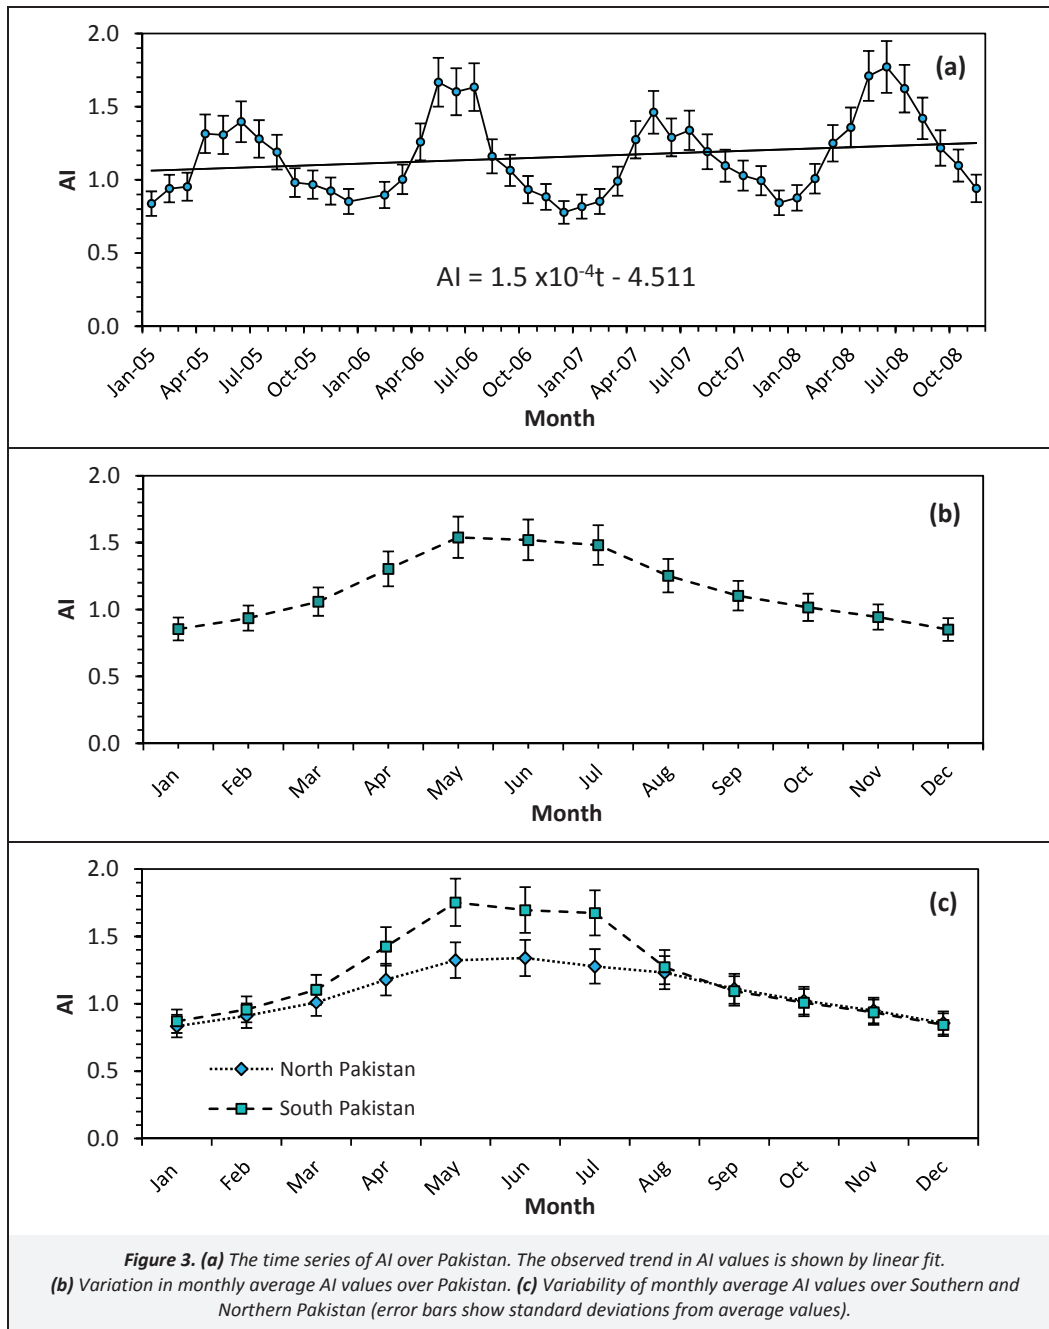 (a)
AI
2.0
1.5
1.0
0.5
0.0
AI = 1.5 x10⁻⁴t - 4.511
Jan-05 Apr-05 Jul-05 Oct-05 Jan-06 Apr-06 Jul-06 Oct-06 Jan-07 Apr-07 Jul-07 Oct-07 Jan-08 Apr-08 Jul-08 Oct-08
Month
(b)
AI
2.0
1.5
1.0
0.5
0.0
Jan Feb Mar Apr May Jun Jul Aug Sep Oct Nov Dec
Month
(c)
AI
2.0
1.5
1.0
0.5
0.0
North Pakistan
South Pakistan
Jan Feb Mar Apr May Jun Jul Aug Sep Oct Nov Dec
Month
Figure 3. (a) The time series of AI over Pakistan. The observed trend in AI values is shown by linear fit.
(b) Variation in monthly average AI values over Pakistan. (c) Variability of monthly average AI values over Southern and
Northern Pakistan (error bars show standard deviations from average values).